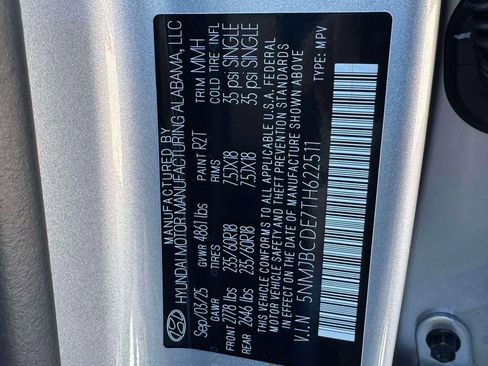 MANUFACTURED BY
HYUNDAI MOTOR MANUFACTURING ALABAMA, LLC
Sep/03/25 GVWR 4861 lbs PAINT R2T TRIM MMH
GAWR TIRES RIMS COLD TIRE INFL
FRONT 2778 lbs 235/60R18 7.5JX18 35 psi SINGLE
REAR 2646 lbs 235/60R18 7.5JX18 35 psi SINGLE
THIS VEHICLE CONFORMS TO ALL APPLICABLE U.S.A. FEDERAL
MOTOR VEHICLE SAFETY AND THEFT PREVENTION STANDARDS
IN EFFECT ON THE DATE OF MANUFACTURE SHOWN ABOVE.
V.I.N 5NMJBCDE7TH622511 TYPE: MPV